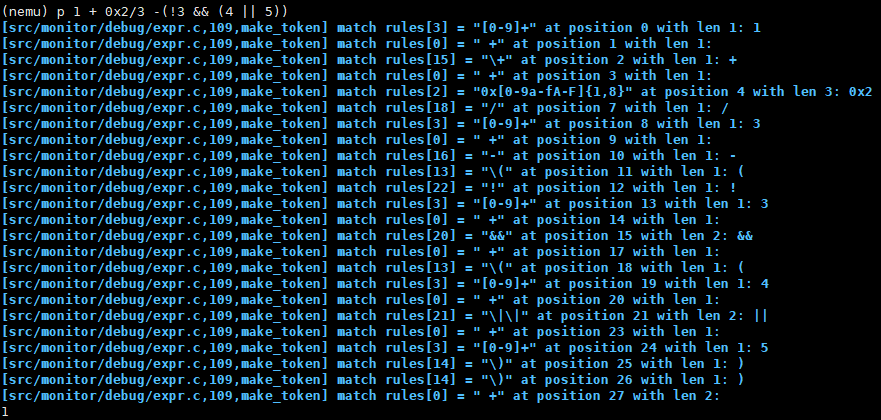 (nemu) p 1 + 0x2/3 -(!3 && (4 || 5))
[src/monitor/debug/expr.c,109,make_token] match rules[3] = "[0-9]+" at position 0 with len 1: 1
[src/monitor/debug/expr.c,109,make_token] match rules[0] = " +" at position 1 with len 1:
[src/monitor/debug/expr.c,109,make_token] match rules[15] = "\+" at position 2 with len 1: +
[src/monitor/debug/expr.c,109,make_token] match rules[0] = " +" at position 3 with len 1:
[src/monitor/debug/expr.c,109,make_token] match rules[2] = "0x[0-9a-fA-F]{1,8}" at position 4 with len 3: 0x2
[src/monitor/debug/expr.c,109,make_token] match rules[18] = "/" at position 7 with len 1: /
[src/monitor/debug/expr.c,109,make_token] match rules[3] = "[0-9]+" at position 8 with len 1: 3
[src/monitor/debug/expr.c,109,make_token] match rules[0] = " +" at position 9 with len 1:
[src/monitor/debug/expr.c,109,make_token] match rules[16] = "-" at position 10 with len 1: -
[src/monitor/debug/expr.c,109,make_token] match rules[13] = "\(" at position 11 with len 1: (
[src/monitor/debug/expr.c,109,make_token] match rules[22] = "!" at position 12 with len 1: !
[src/monitor/debug/expr.c,109,make_token] match rules[3] = "[0-9]+" at position 13 with len 1: 3
[src/monitor/debug/expr.c,109,make_token] match rules[0] = " +" at position 14 with len 1:
[src/monitor/debug/expr.c,109,make_token] match rules[20] = "&&" at position 15 with len 2: &&
[src/monitor/debug/expr.c,109,make_token] match rules[0] = " +" at position 17 with len 1:
[src/monitor/debug/expr.c,109,make_token] match rules[13] = "\(" at position 18 with len 1: (
[src/monitor/debug/expr.c,109,make_token] match rules[3] = "[0-9]+" at position 19 with len 1: 4
[src/monitor/debug/expr.c,109,make_token] match rules[0] = " +" at position 20 with len 1:
[src/monitor/debug/expr.c,109,make_token] match rules[21] = "\|\|" at position 21 with len 2: ||
[src/monitor/debug/expr.c,109,make_token] match rules[0] = " +" at position 23 with len 1:
[src/monitor/debug/expr.c,109,make_token] match rules[3] = "[0-9]+" at position 24 with len 1: 5
[src/monitor/debug/expr.c,109,make_token] match rules[14] = "\)" at position 25 with len 1: )
[src/monitor/debug/expr.c,109,make_token] match rules[14] = "\)" at position 26 with len 1: )
[src/monitor/debug/expr.c,109,make_token] match rules[0] = " +" at position 27 with len 2:
1